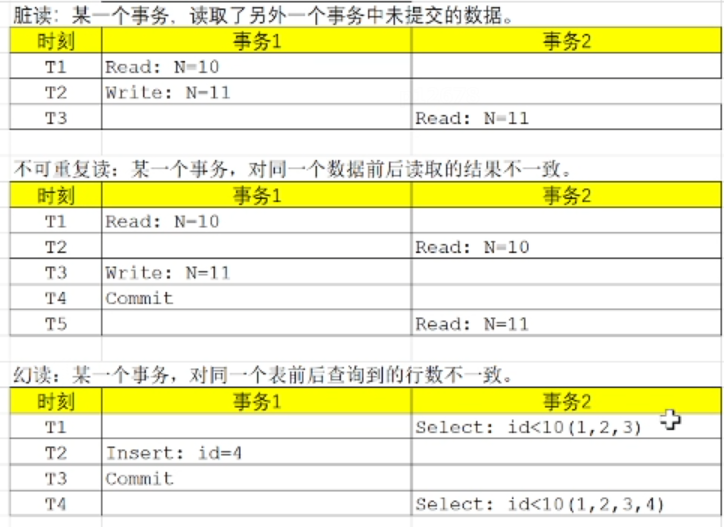 脏读：某一个事务，读取了另外一个事务中未提交的数据。
时刻 事务1 事务2
T1 Read: N=10
T2 Write: N=11
T3 Read: N=11
不可重复读：某一个事务，对同一个数据前后读取的结果不一致。
时刻 事务1 事务2
T1 Read: N=10
T2 Read: N=10
T3 Write: N=11
T4 Commit
T5 Read: N=11
幻读：某一个事务，对同一个表前后查询到的行数不一致。
时刻 事务1 事务2
T1 Select: id<10(1,2,3)
T2 Insert: id=4
T3 Commit
T4 Select: id<10(1,2,3,4)